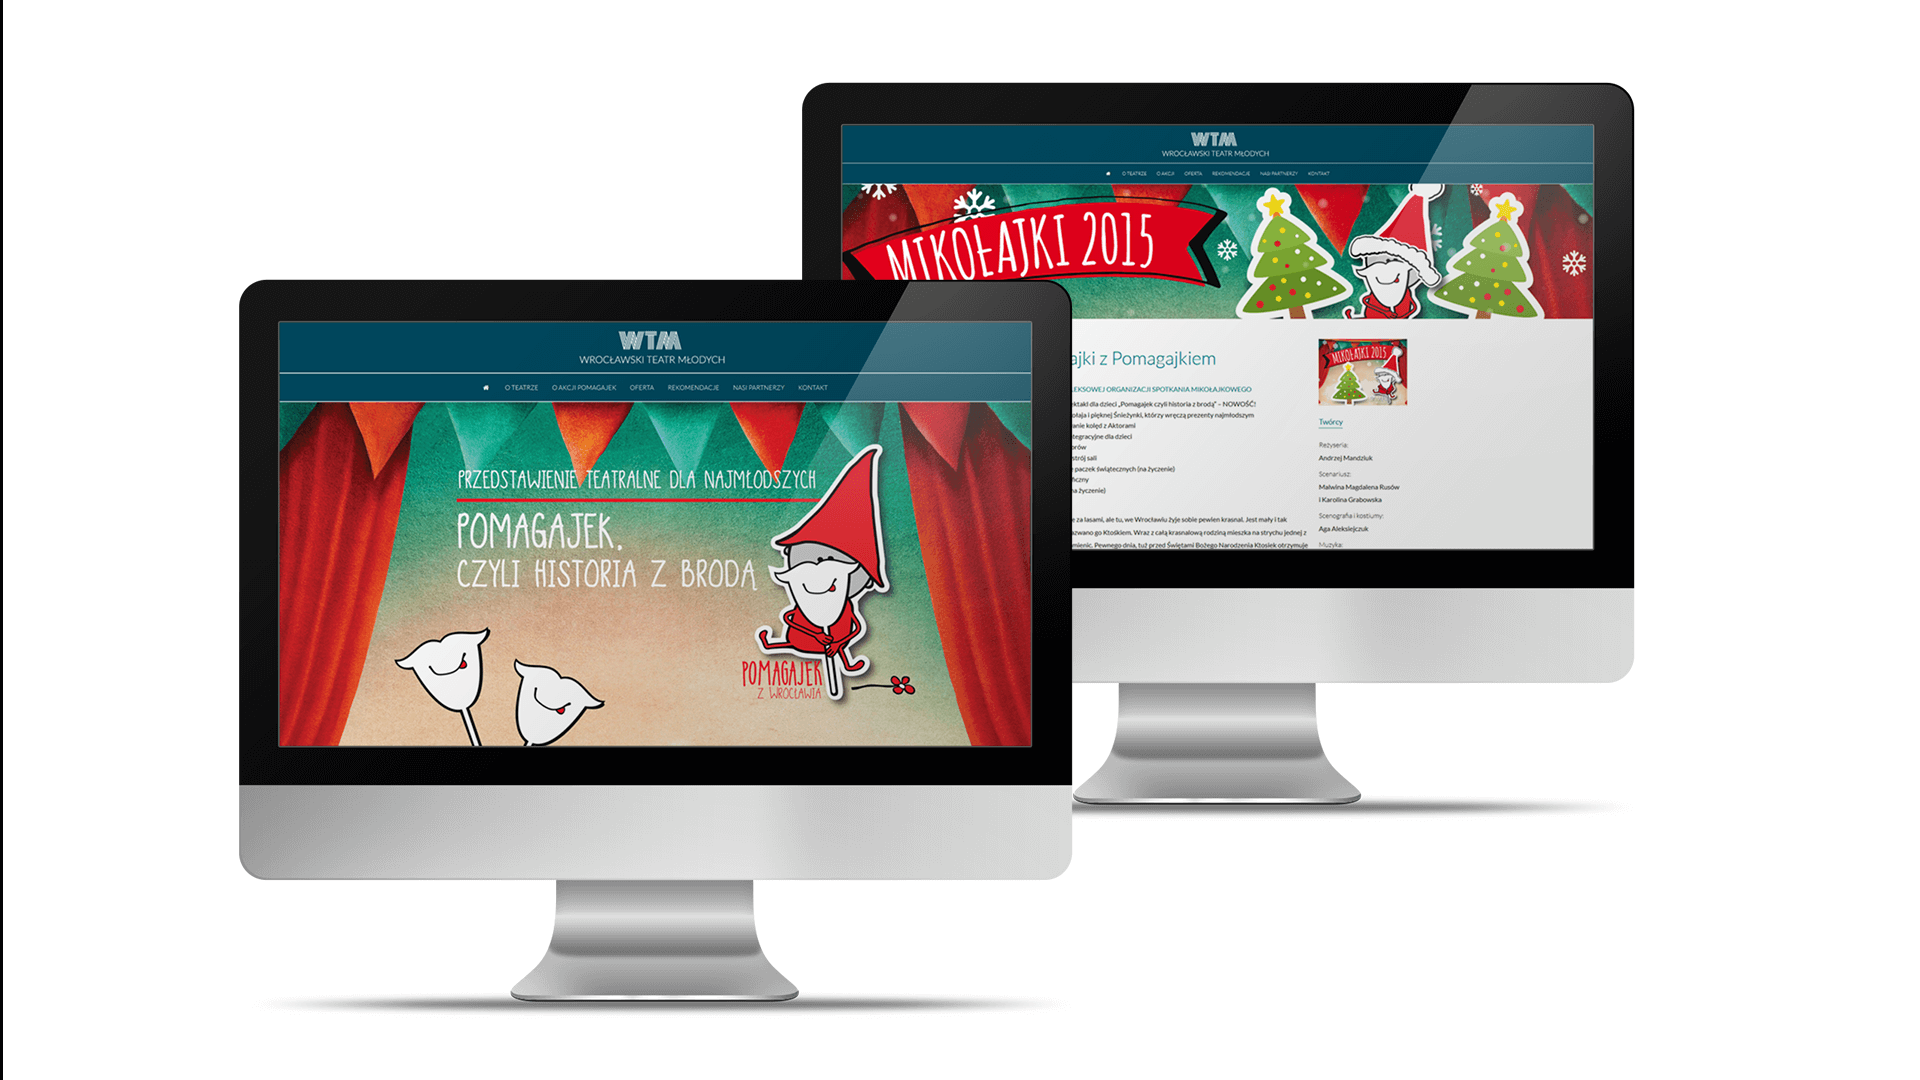 WTM
WROCŁAWSKI TEATR MŁODYCH
O TEATRZE O AKCJI POMAGAJEK OFERTA REKOMENDACJE NASI PARTNERZY KONTAKT
PRZEDSTAWIENIE TEATRALNE DLA NAJMŁODSZYCH
POMAGAJEK,
CZYLI HISTORIA Z BRODĄ
POMAGAJEK
Z WROCŁAWIA
WTM
WROCŁAWSKI TEATR MŁODYCH
O TEATRZE O AKCJI OFERTA REKOMENDACJE NASI PARTNERZY KONTAKT
MIKOŁAJKI 2015
ajki z Pomagajkiem
LEKSOWEJ ORGANIZACJI SPOTKANIA MIKOŁAJKOWEGO
ektakl dla dzieci „Pomagajek czyli historia z brodą” – NOWOŚĆ!
ołaja i pięknej Śnieżynki, którzy wręczą prezenty najmłodszym
anie kolęd z Aktorami
tegracyjne dla dzieci
orów
strój sali
e paczek świątecznych (na życzenie)
ficzny
na życzenie)
e za lasami, ale tu, we Wrocławiu żyje sobie pewien krasnal. Jest mały i tak
azwano go Ktośkiem. Wraz z całą krasnalową rodziną mieszka na strychu jednej z
mienic. Pewnego dnia, tuż przed Świętami Bożego Narodzenia Ktosiek otrzymuje
MIKOŁAJKI 2015
Twórcy
Reżyseria:
Andrzej Mandziuk
Scenariusz:
Malwina Magdalena Rusów
i Karolina Grabowska
Scenografia i kostiumy:
Aga Aleksiejczuk
Muzyka: